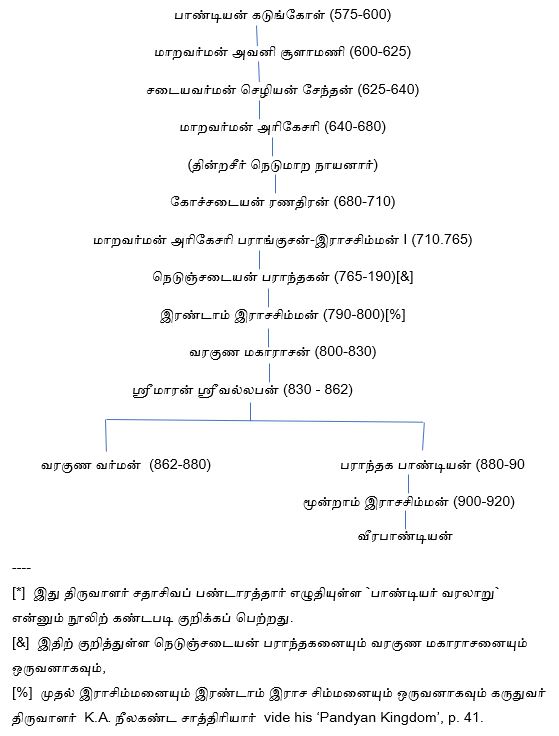 பாண்டியன் கடுங்கோள் (575-600)
மாறவர்மன் அவனி சூளாமணி (600-625)
சடையவர்மன் செழியன் சேந்தன் (625-640)
மாறவர்மன் அரிகேசரி (640-680)
(தின்றசீர் நெடுமாற நாயனார்)
கோச்சடையன் ரணதிரன் (680-710)
மாறவர்மன் அரிகேசரி பராங்குசன்-இராசசிம்மன் I (710.765)
நெடுஞ்சடையன் பராந்தகன் (765-190)[&]
இரண்டாம் இராசசிம்மன் (790-800)[%]
வரகுண மகாராசன் (800-830)
ஸ்ரீமாரன் ஸ்ரீவல்லபன் (830 - 862)
வரகுண வர்மன் (862-880) பராந்தக பாண்டியன் (880-90
மூன்றாம் இராசசிம்மன் (900-920)
வீரபாண்டியன்
----
[*] இது திருவாளர் சதாசிவப் பண்டாரத்தார் எழுதியுள்ள `பாண்டியர் வரலாறு`
என்னும் நூலிற் கண்டபடி குறிக்கப் பெற்றது.
[&] இதிற் குறித்துள்ள நெடுஞ்சடையன் பராந்தகனையும் வரகுண மகாராசனையும்
ஒருவனாகவும்,
[%] முதல் இராசிம்மனையும் இரண்டாம் இராச சிம்மனையும் ஒருவனாகவும் கருதுவர்
திருவாளர் K.A. நீலகண்ட சாத்திரியார் vide his ‘Pandyan Kingdom’, p. 41.